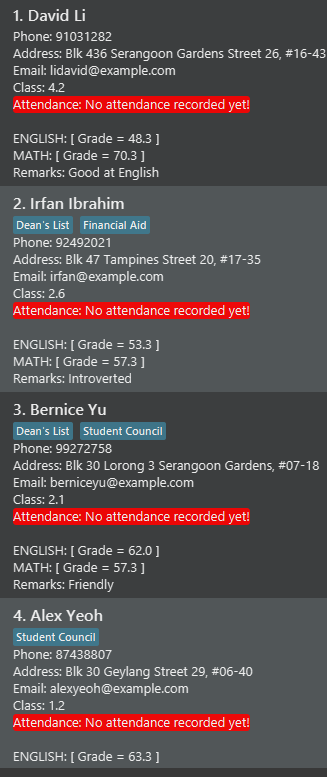 1. David Li
Phone: 91031282
Address: Blk 436 Serangoon Gardens Street 26, #16-43
Email: lidavid@example.com
Class: 4.2
Attendance: No attendance recorded yet!
ENGLISH: [ Grade = 48.3 ]
MATH: [ Grade = 70.3 ]
Remarks: Good at English
2. Irfan Ibrahim
Dean's List Financial Aid
Phone: 92492021
Address: Blk 47 Tampines Street 20, #17-35
Email: irfan@example.com
Class: 2.6
Attendance: No attendance recorded yet!
ENGLISH: [ Grade = 53.3 ]
MATH: [ Grade = 57.3 ]
Remarks: Introverted
3. Bernice Yu
Dean's List Student Council
Phone: 99272758
Address: Blk 30 Lorong 3 Serangoon Gardens, #07-18
Email: berniceyu@example.com
Class: 2.1
Attendance: No attendance recorded yet!
ENGLISH: [ Grade = 62.0 ]
MATH: [ Grade = 57.3 ]
Remarks: Friendly
4. Alex Yeoh
Student Council
Phone: 87438807
Address: Blk 30 Geylang Street 29, #06-40
Email: alexyeoh@example.com
Class: 1.2
Attendance: No attendance recorded yet!
ENGLISH: [ Grade = 63.3 ]